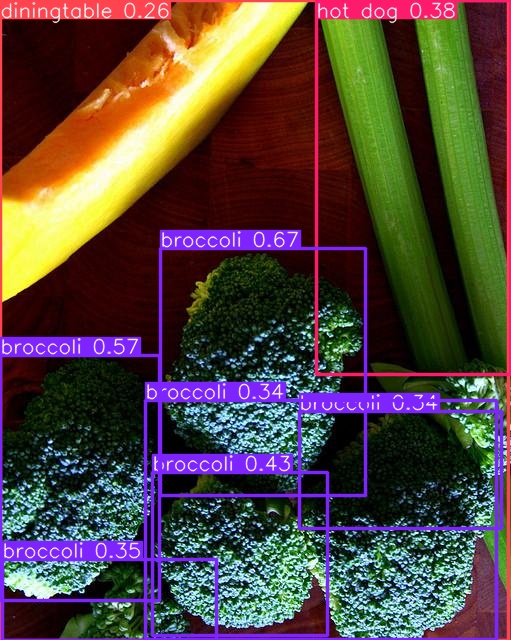 diningtable 0.26
hot dog 0.38
broccoli 0.67
broccoli 0.57
broccoli 0.34
broccoli 0.34
broccoli 0.43
broccoli 0.35